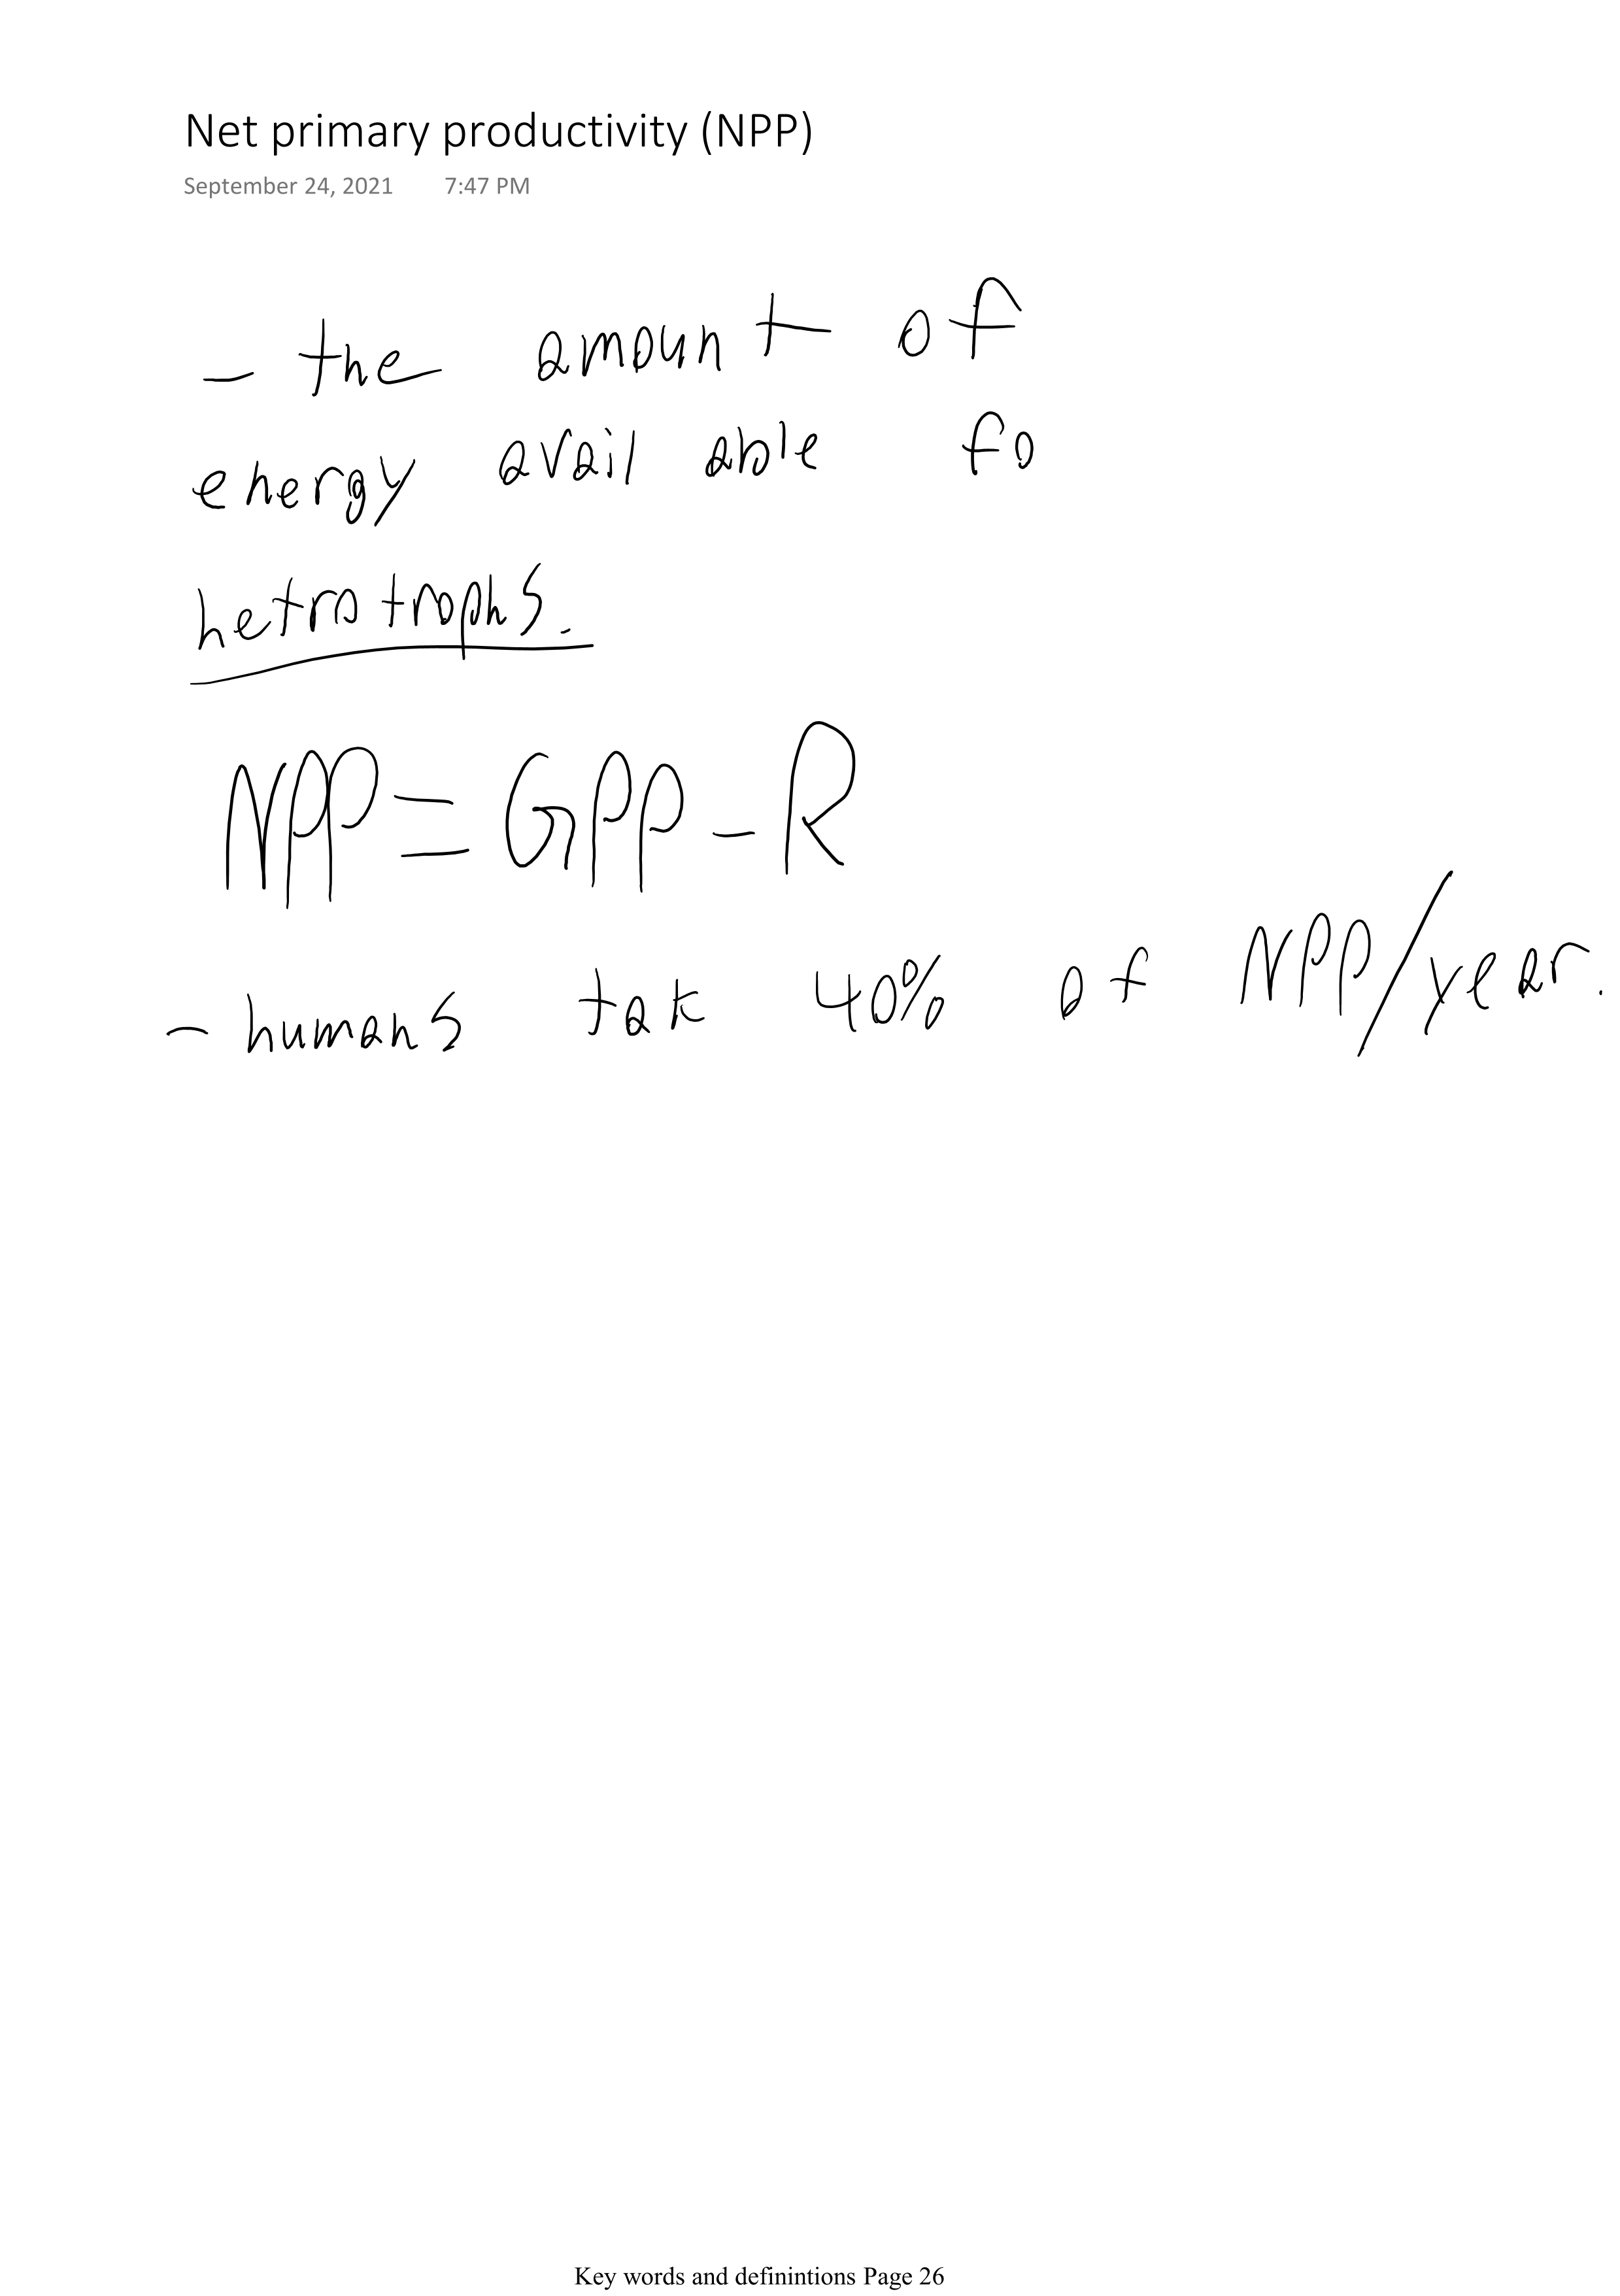 Net primary productivity (NPP)
September 24, 2021 7:47 PM
- the amount of
energy avail able fo
hetrotrophs.
NPP = GPP - R
- humans tak 40% of NPP/year.
Key words and definintions Page 26